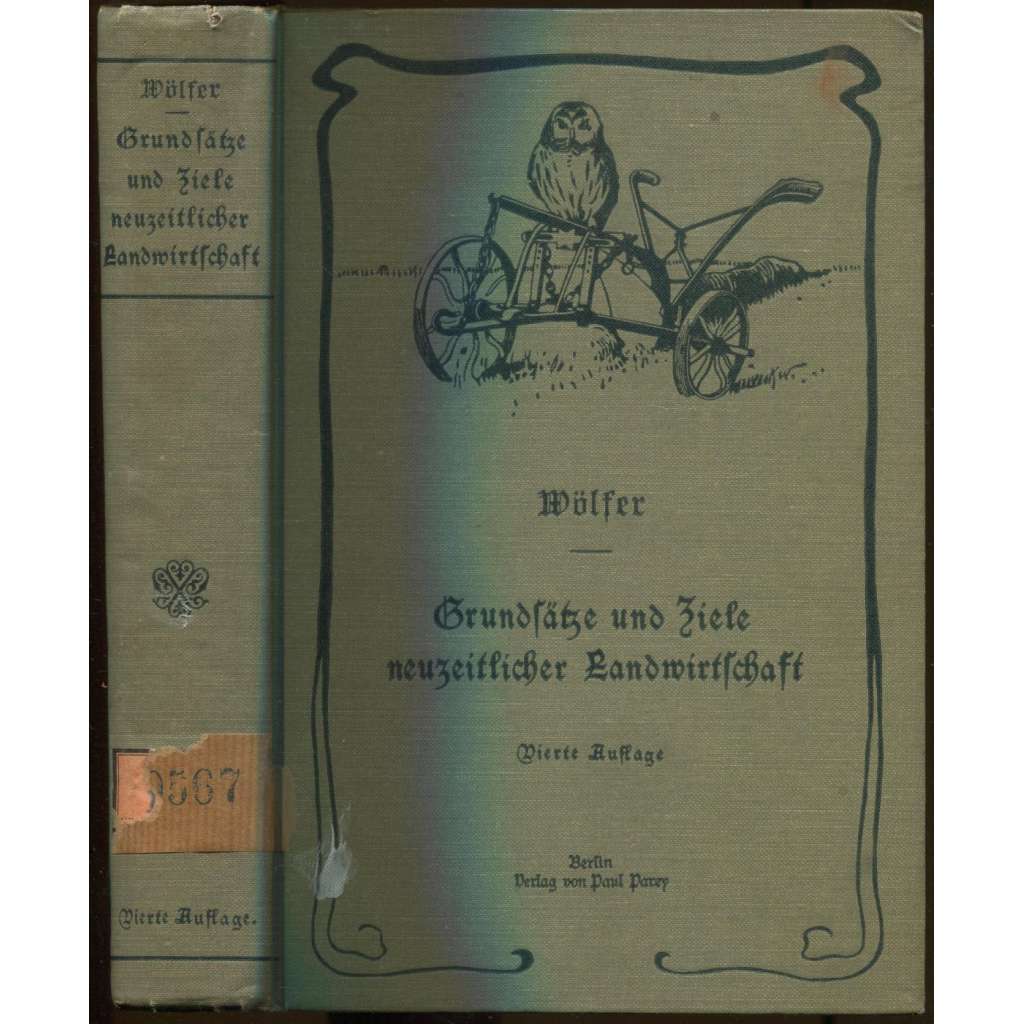 Wölfer
Grundsätze
und Ziele
neuzeitlicher
Landwirtschaft
0567
Vierte Auflage.
Wölfer
Grundsätze und Ziele
neuzeitlicher Landwirtschaft
Vierte Auflage
Berlin
Verlag von Paul Parey